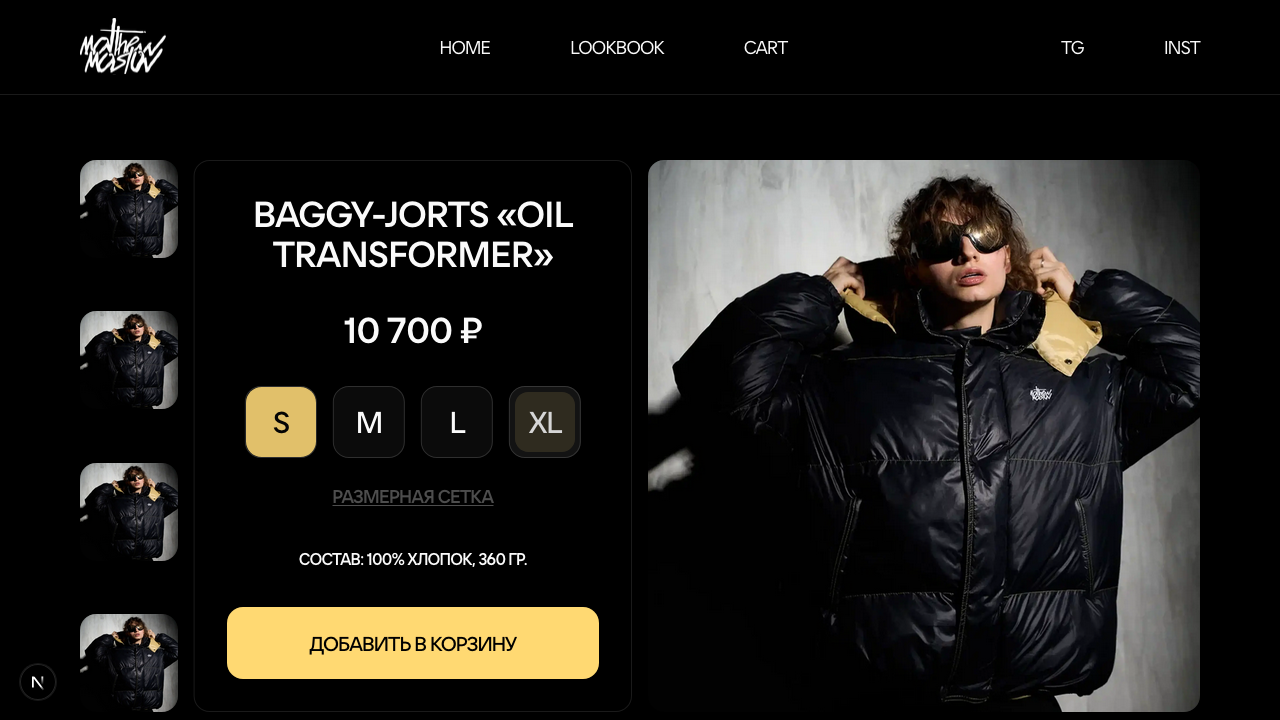 Matthew
Maslov
HOME
LOOKBOOK
CART
TG
INST
BAGGY-JORTS «OIL
TRANSFORMER»
10 700 ₽
S
M
L
XL
РАЗМЕРНАЯ СЕТКА
СОСТАВ: 100% ХЛОПОК, 360 ГР.
ДОБАВИТЬ В КОРЗИНУ
N